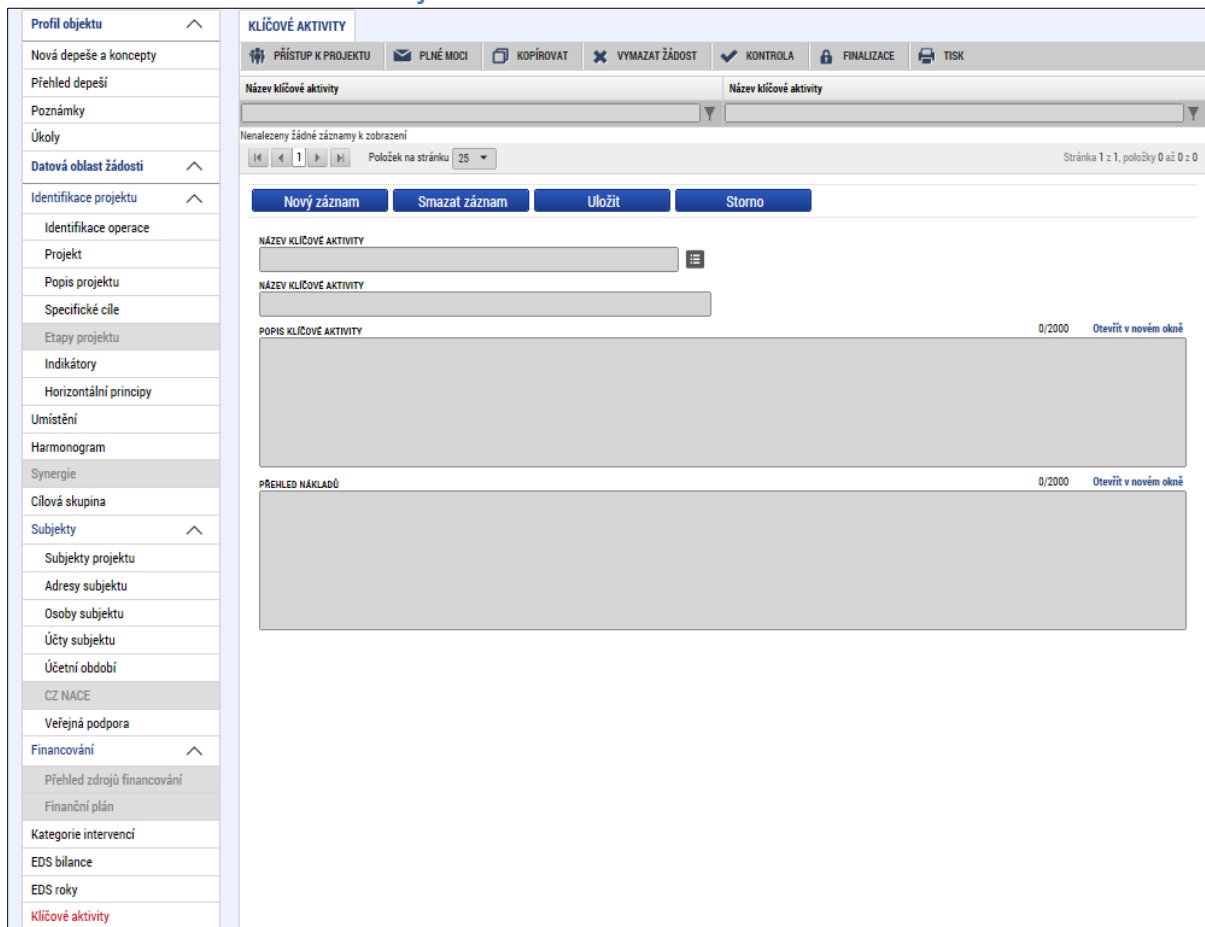 Profil objektu
Nová depeše a koncepty
Přehled depeší
Poznámky
Úkoly
Datová oblast žádosti
Identifikace projektu
Identifikace operace
Projekt
Popis projektu
Specifické cíle
Etapy projektu
Indikátory
Horizontální principy
Umístění
Harmonogram
Synergie
Cílová skupina
Subjekty
Subjekty projektu
Adresy subjektu
Osoby subjektu
Účty subjektu
Účetní období
CZ NACE
Veřejná podpora
Financování
Přehled zdrojů financování
Finanční plán
Kategorie intervencí
EDS bilance
EDS roky
Klíčové aktivity
KLÍČOVÉ AKTIVITY
PŘÍSTUP K PROJEKTU PLNÉ MOCI KOPÍROVAT VYMAZAT ŽÁDOST KONTROLA FINALIZACE TISK
Název klíčové aktivity Název klíčové aktivity
Nenalezeny žádné záznamy k zobrazení
1 Položek na stránku 25 Stránka 1 z 1, položky 0 až 0 z 0
Nový záznam Smazat záznam Uložit Storno
NÁZEV KLÍČOVÉ AKTIVITY
NÁZEV KLÍČOVÉ AKTIVITY
POPIS KLÍČOVÉ AKTIVITY 0/2000 Otevřít v novém okně
PŘEHLED NÁKLADŮ 0/2000 Otevřít v novém okně